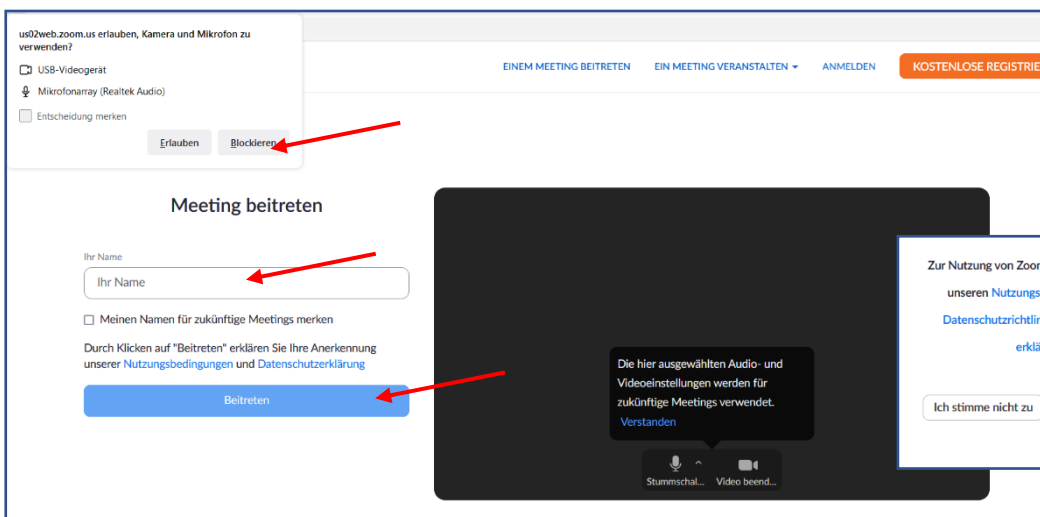 us02web.zoom.us erlauben, Kamera und Mikrofon zu
verwenden?
USB-Videogerät
Mikrofonarray (Realtek Audio)
Entscheidung merken
Erlauben Blockieren
EINEM MEETING BEITRETEN EIN MEETING VERANSTALTEN ANMELDEN KOSTENLOSE REGISTRIE
Meeting beitreten
Ihr Name
Ihr Name
Meinen Namen für zukünftige Meetings merken
Durch Klicken auf "Beitreten" erklären Sie Ihre Anerkennung
unserer Nutzungsbedingungen und Datenschutzerklärung
Beitreten
Die hier ausgewählten Audio- und
Videoeinstellungen werden für
zukünftige Meetings verwendet.
Verstanden
Stummschal... Video beend...
Zur Nutzung von Zoom
unseren Nutzungs
Datenschutzrichtlin
erklä
Ich stimme nicht zu